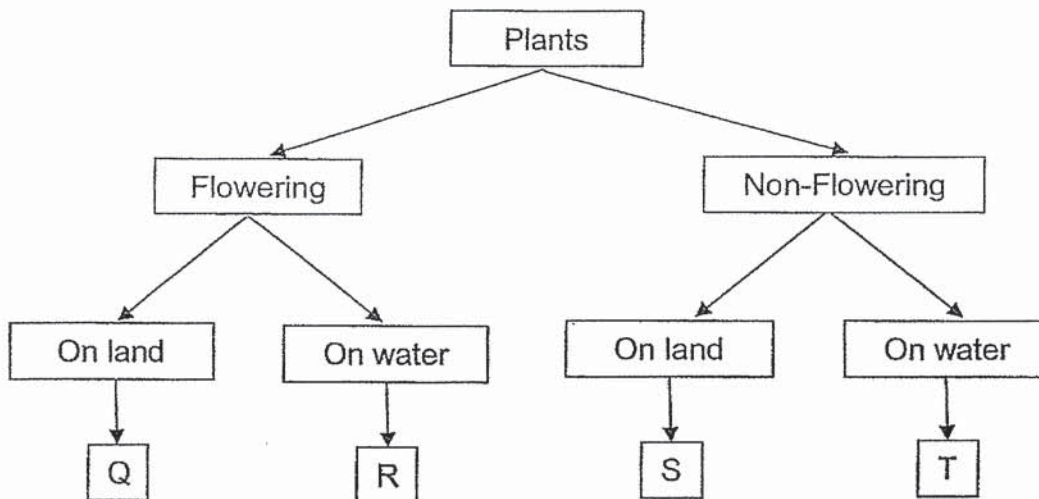 Plants
Flowering
Non-Flowering
On land
On water
On land
On water
Q
R
S
T